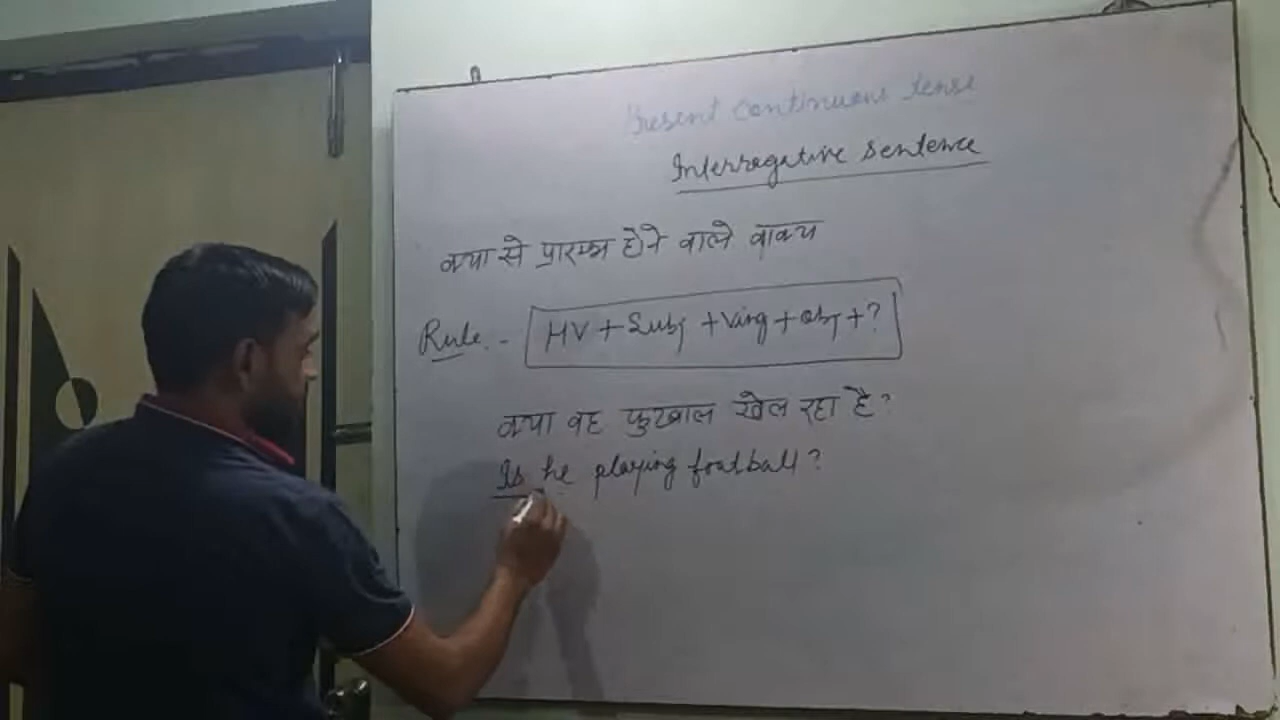 Present Continuous tense
Interrogative Sentence
क्या से प्रारम्भ होने वाले वाक्य
Rule.- HV + Subj + Ving + obj + ?
क्या वह फुटबाल खेल रहा है?
Is he playing football?